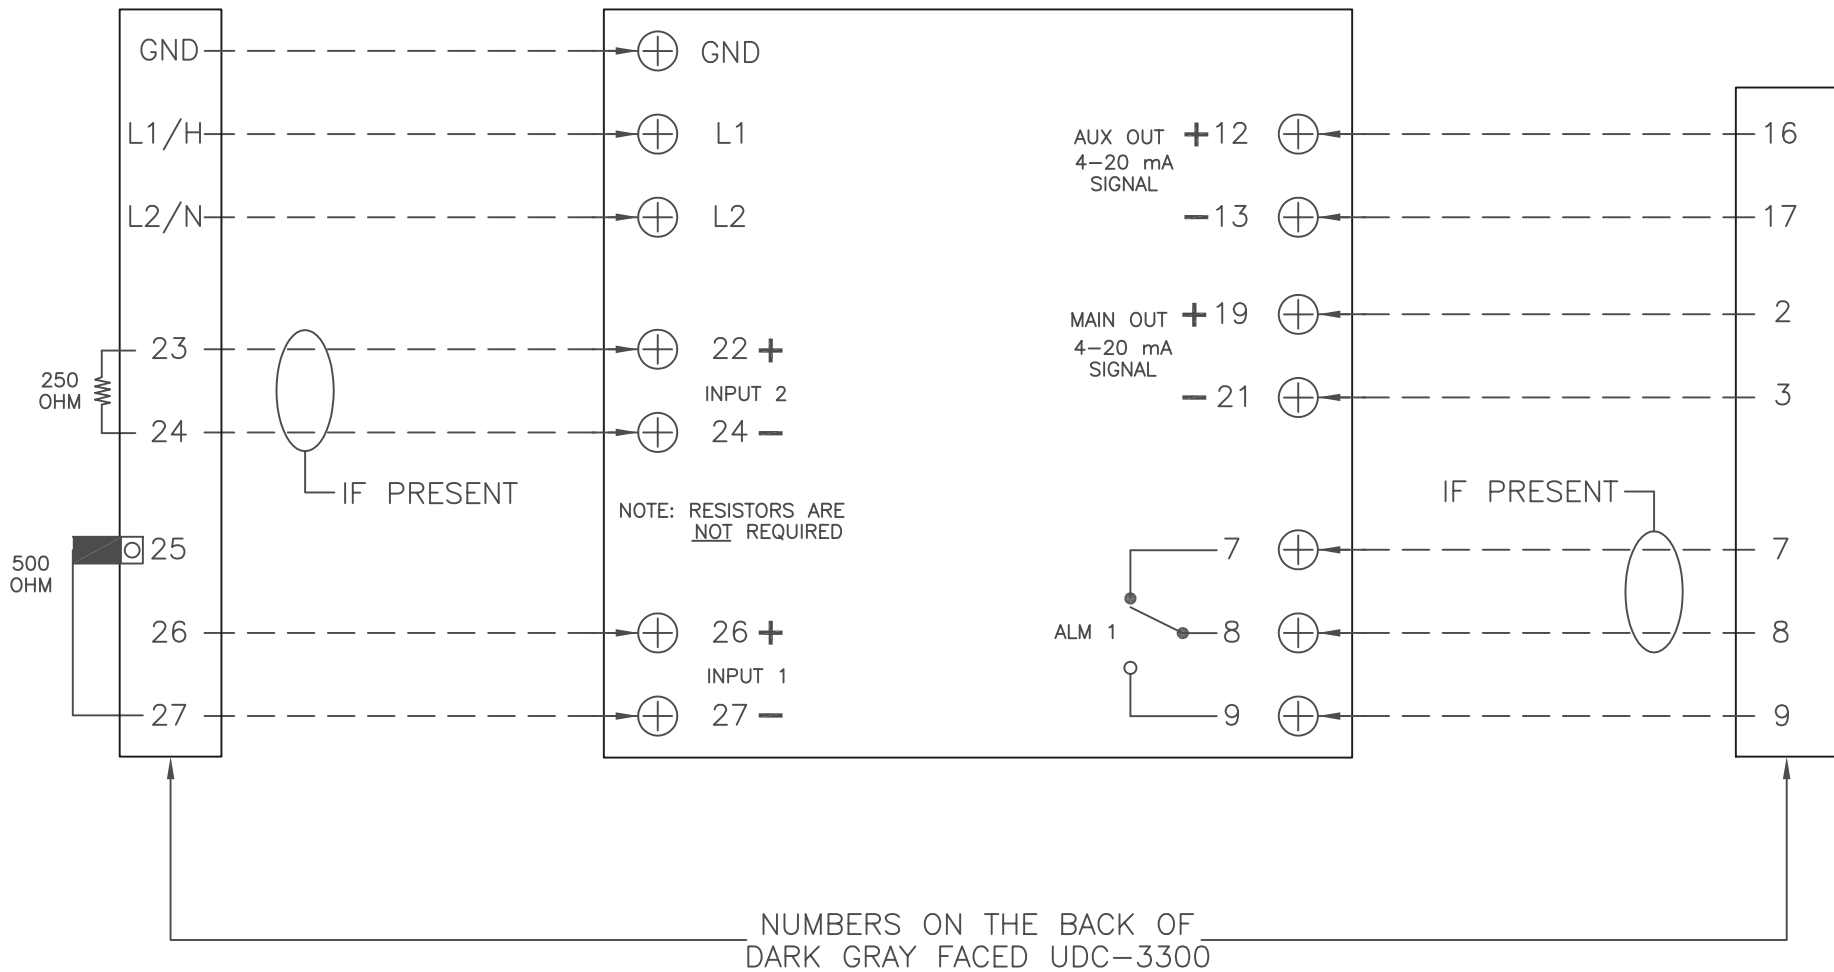 GND
L1/H
L2/N
23
250
OHM
24
IF PRESENT
25
500
OHM
26
27
GND
L1
L2
22 +
INPUT 2
24 −
NOTE: RESISTORS ARE
NOT REQUIRED
26 +
INPUT 1
27 −
AUX OUT + 12
4−20 mA
SIGNAL
− 13
MAIN OUT + 19
4−20 mA
SIGNAL
− 21
7
ALM 1 8
9
IF PRESENT
16
17
2
3
7
8
9
NUMBERS ON THE BACK OF
DARK GRAY FACED UDC−3300